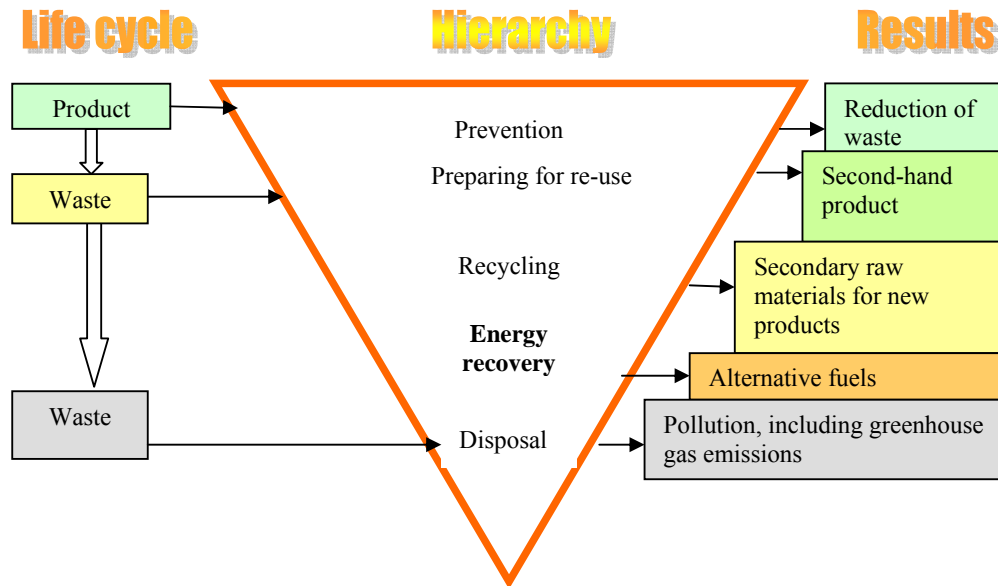 Life cycle
Hierarchy
Results
Product
Prevention
Reduction of
waste
Waste
Preparing for re-use
Second-hand
product
Recycling
Secondary raw
materials for new
products
Energy
recovery
Alternative fuels
Waste
Disposal
Pollution, including greenhouse
gas emissions